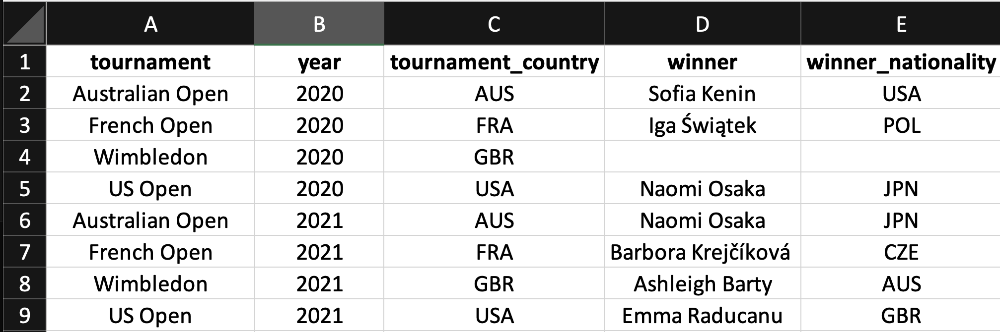 A B C D E
1 tournament year tournament_country winner winner_nationality
2 Australian Open 2020 AUS Sofia Kenin USA
3 French Open 2020 FRA Iga Świątek POL
4 Wimbledon 2020 GBR
5 US Open 2020 USA Naomi Osaka JPN
6 Australian Open 2021 AUS Naomi Osaka JPN
7 French Open 2021 FRA Barbora Krejčíková CZE
8 Wimbledon 2021 GBR Ashleigh Barty AUS
9 US Open 2021 USA Emma Raducanu GBR